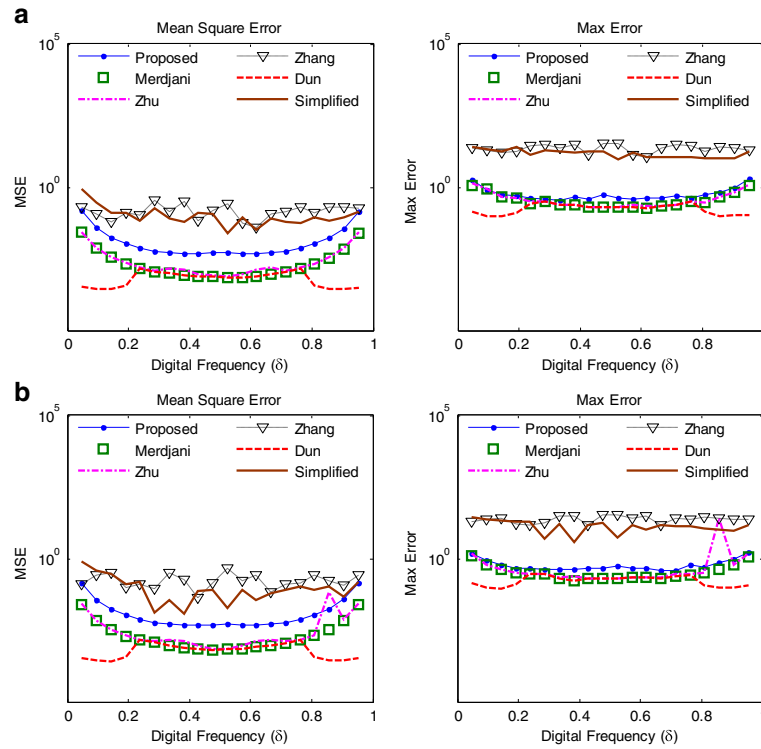 a
Mean Square Error
10^5
10^0
MSE
Proposed
Merdjani
Zhu
Zhang
Dun
Simplified
0 0.2 0.4 0.6 0.8 1
Digital Frequency (δ)
Max Error
10^5
10^0
Max Error
Proposed
Merdjani
Zhu
Zhang
Dun
Simplified
0 0.2 0.4 0.6 0.8 1
Digital Frequency (δ)
b
Mean Square Error
10^5
10^0
MSE
Proposed
Merdjani
Zhu
Zhang
Dun
Simplified
0 0.2 0.4 0.6 0.8 1
Digital Frequency (δ)
Max Error
10^5
10^0
Max Error
Proposed
Merdjani
Zhu
Zhang
Dun
Simplified
0 0.2 0.4 0.6 0.8 1
Digital Frequency (δ)